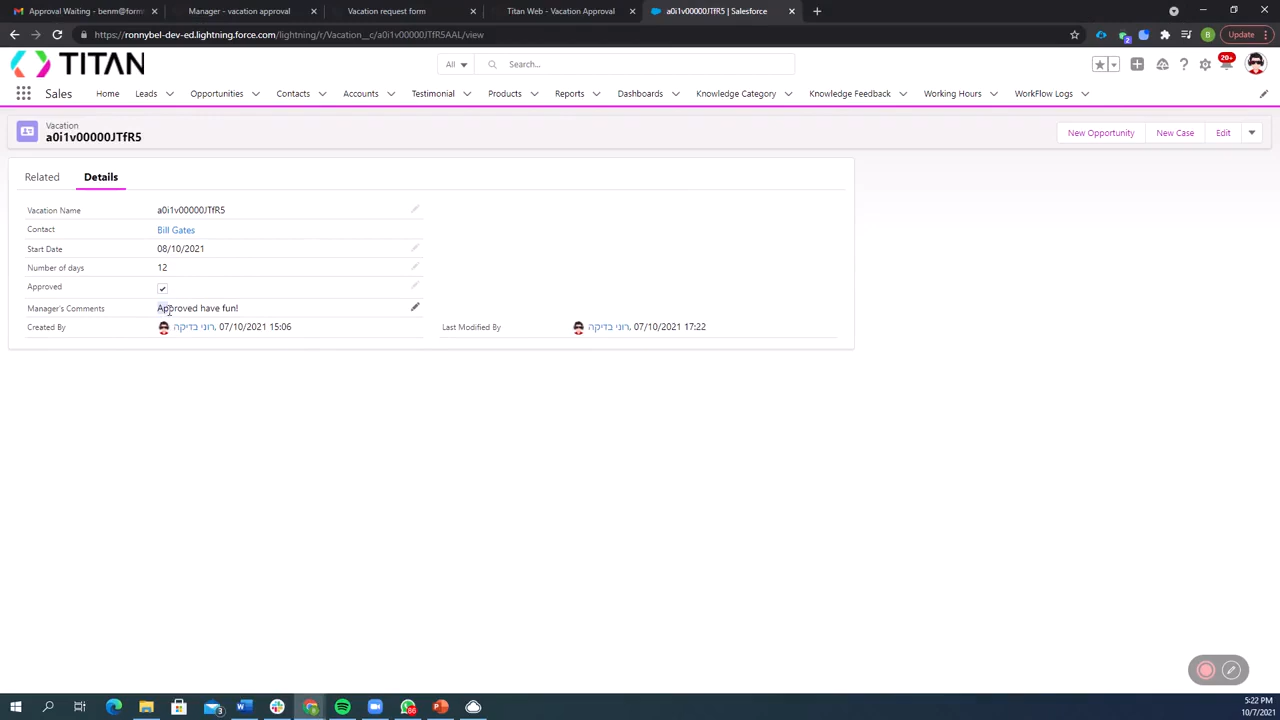 Approval Waiting - benm@form
Manager - vacation approval
Vacation request form
Titan Web - Vacation Approval
a0i1v00000JTfR5 | Salesforce
https://ronnybel-dev-ed.lightning.force.com/lightning/r/Vacation__c/a0i1v00000JTfR5AAL/view
2
B
Update
TITAN
All
Search...
20+
Sales
Home
Leads
Opportunities
Contacts
Accounts
Testimonial
Products
Reports
Dashboards
Knowledge Category
Knowledge Feedback
Working Hours
WorkFlow Logs
Vacation
a0i1v00000JTfR5
New Opportunity
New Case
Edit
Related
Details
Vacation Name
a0i1v00000JTfR5
Contact
Bill Gates
Start Date
08/10/2021
Number of days
12
Approved
Manager's Comments
Approved have fun!
Created By
רוני בדיקה, 07/10/2021 15:06
Last Modified By
רוני בדיקה, 07/10/2021 17:22
3
86
5:22 PM
10/7/2021